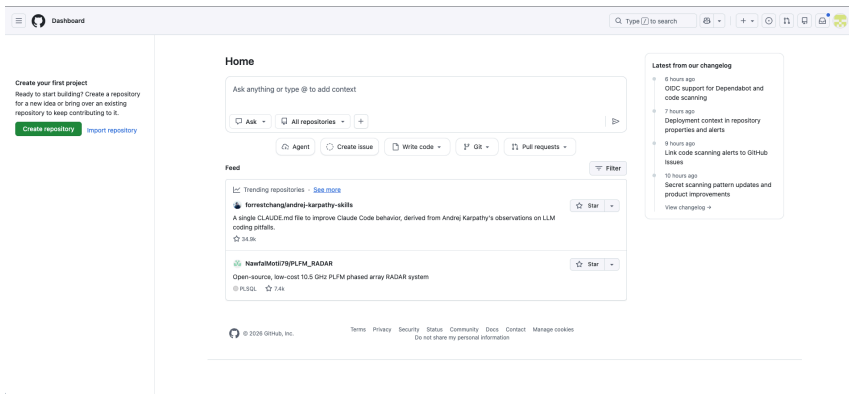 Dashboard
Type / to search
Create your first project
Ready to start building? Create a repository
for a new idea or bring over an existing
repository to keep contributing to it.
Create repository
Import repository
Home
Ask anything or type @ to add context
Ask
All repositories
Agent
Create issue
Write code
Git
Pull requests
Feed
Filter
Trending repositories · See more
forrestchang/andrej-karpathy-skills
Star
A single CLAUDE.md file to improve Claude Code behavior, derived from Andrej Karpathy's observations on LLM
coding pitfalls.
34.9k
NawfalMotii79/PLFM_RADAR
Star
Open-source, low-cost 10.5 GHz PLFM phased array RADAR system
PLSQL 7.4k
Latest from our changelog
6 hours ago
OIDC support for Dependabot and
code scanning
7 hours ago
Deployment context in repository
properties and alerts
9 hours ago
Link code scanning alerts to GitHub
Issues
10 hours ago
Secret scanning pattern updates and
product improvements
View changelog →
© 2026 GitHub, Inc.
Terms Privacy Security Status Community Docs Contact Manage cookies
Do not share my personal information